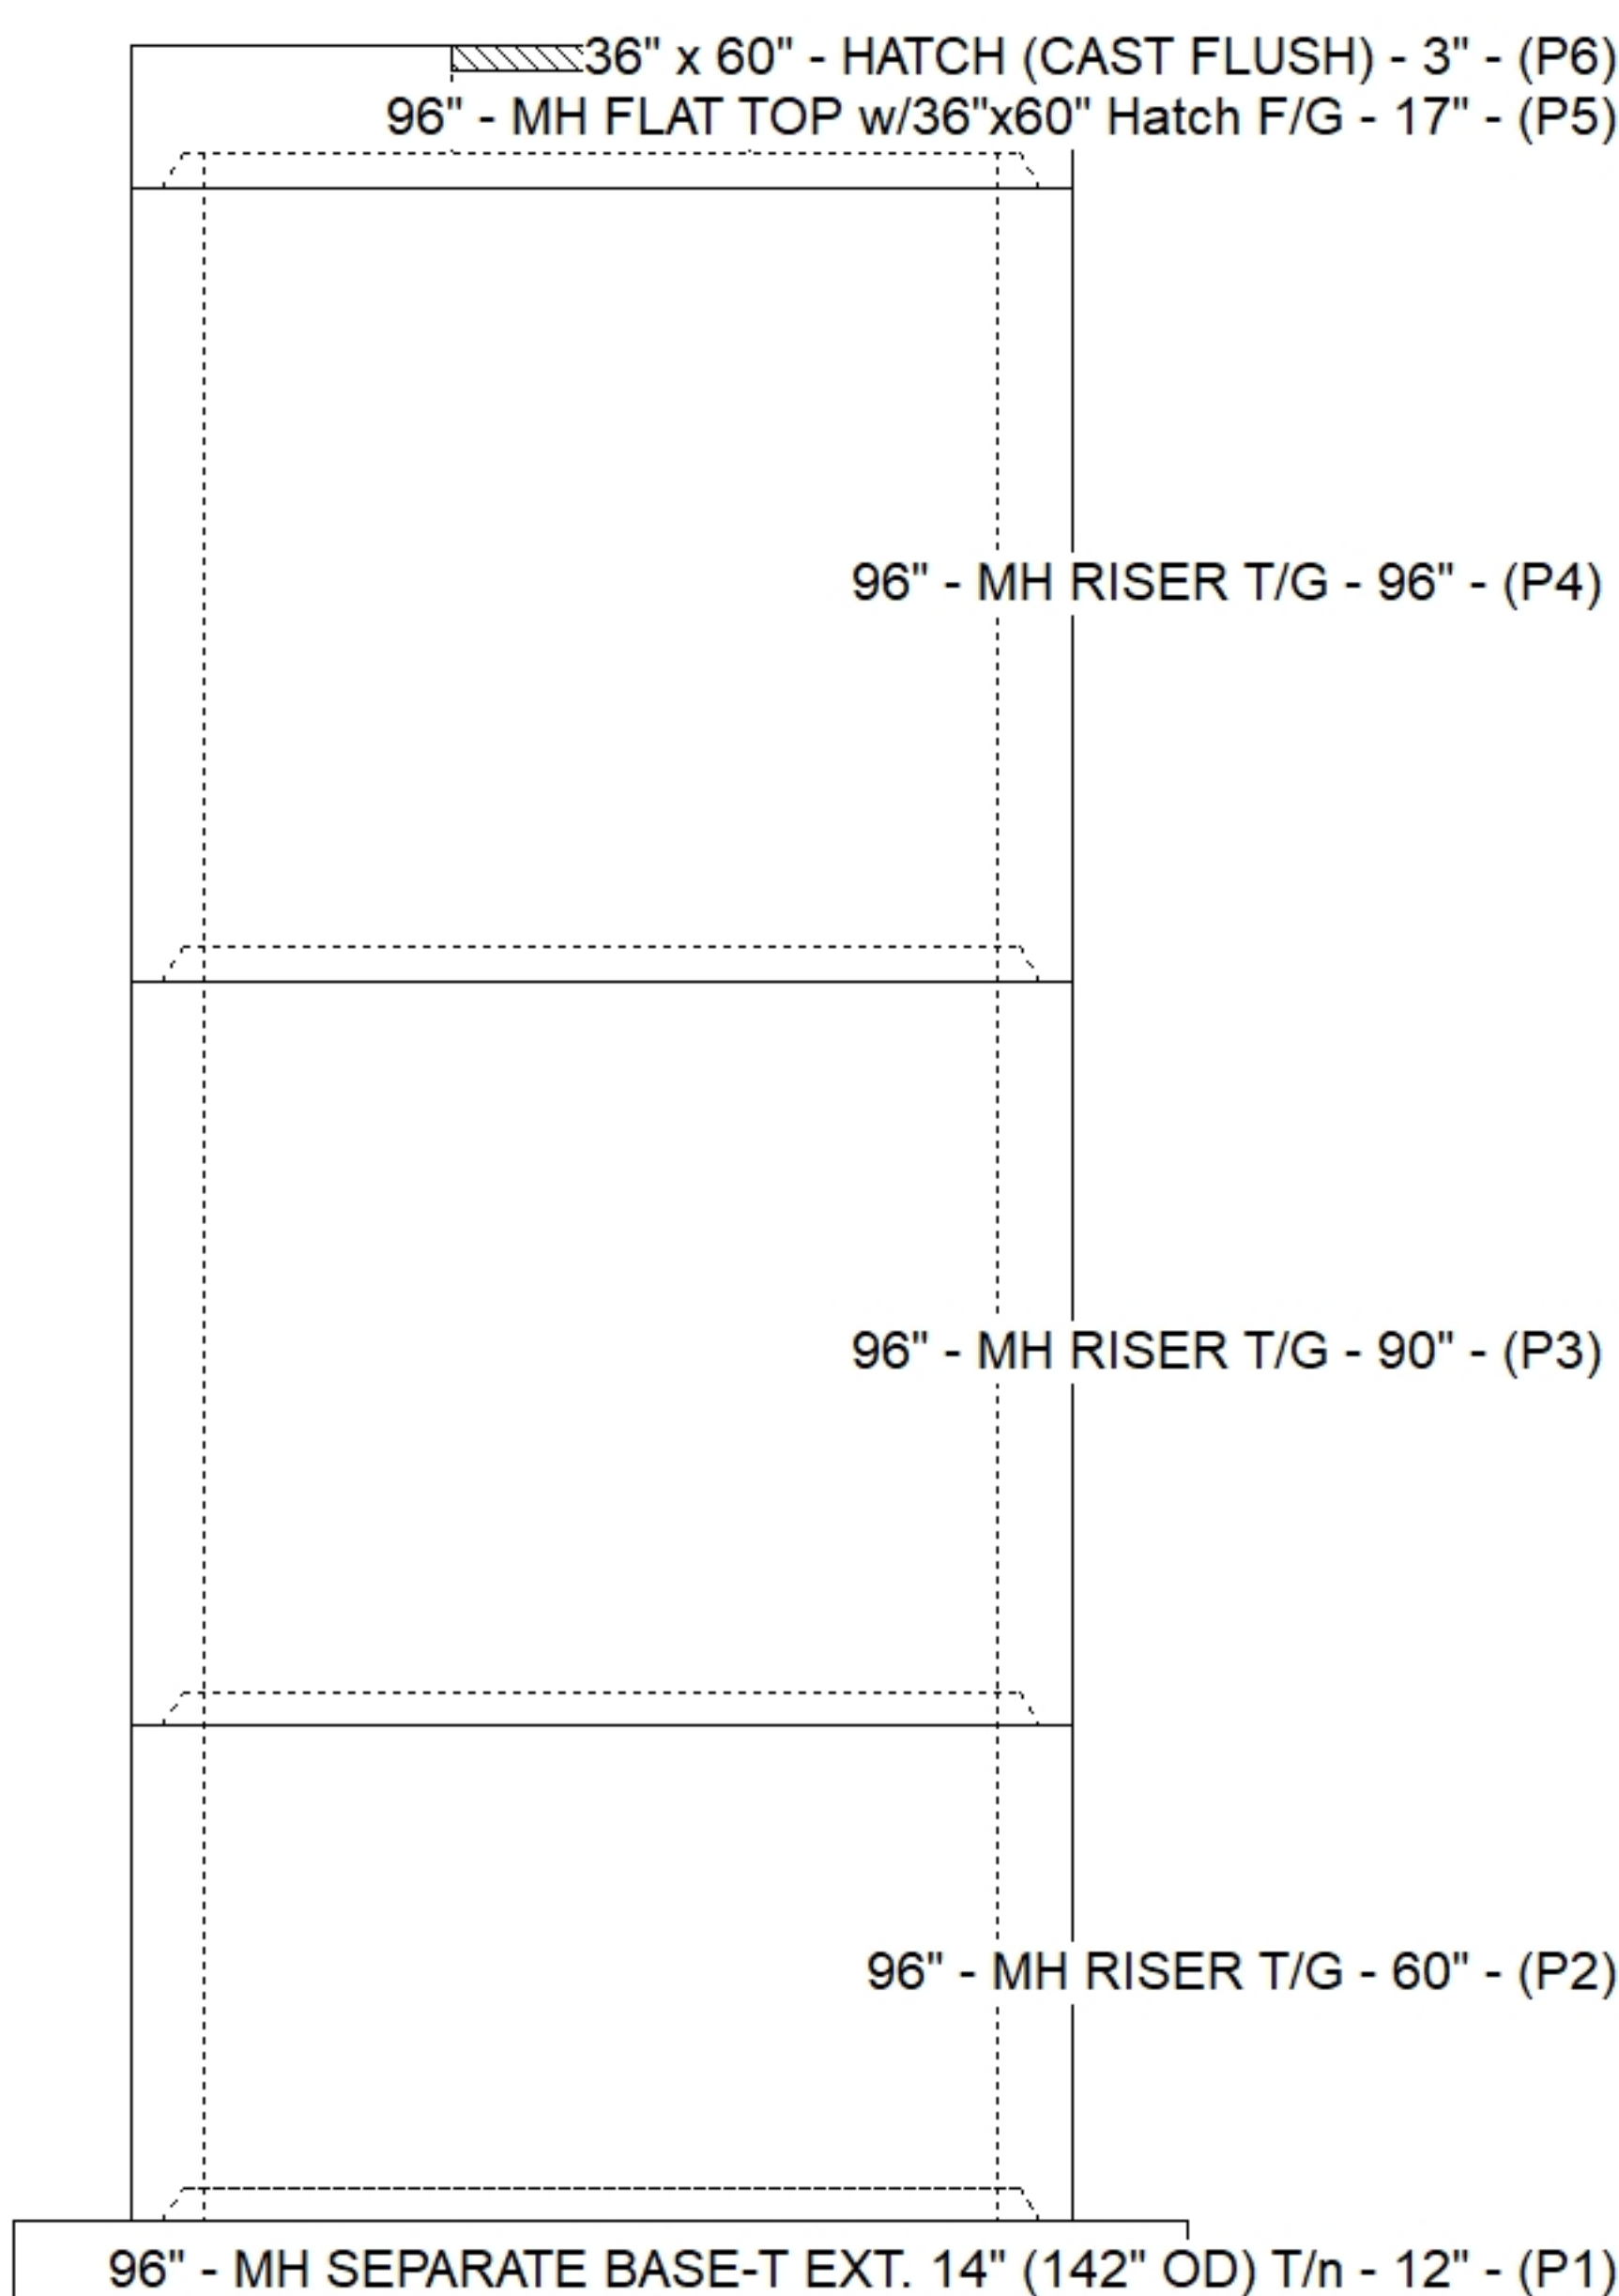 36" x 60" - HATCH (CAST FLUSH) - 3" - (P6)
96" - MH FLAT TOP w/36"x60" Hatch F/G - 17" - (P5)
96" - MH RISER T/G - 96" - (P4)
96" - MH RISER T/G - 90" - (P3)
96" - MH RISER T/G - 60" - (P2)
96" - MH SEPARATE BASE-T EXT. 14" (142" OD) T/n - 12" - (P1)